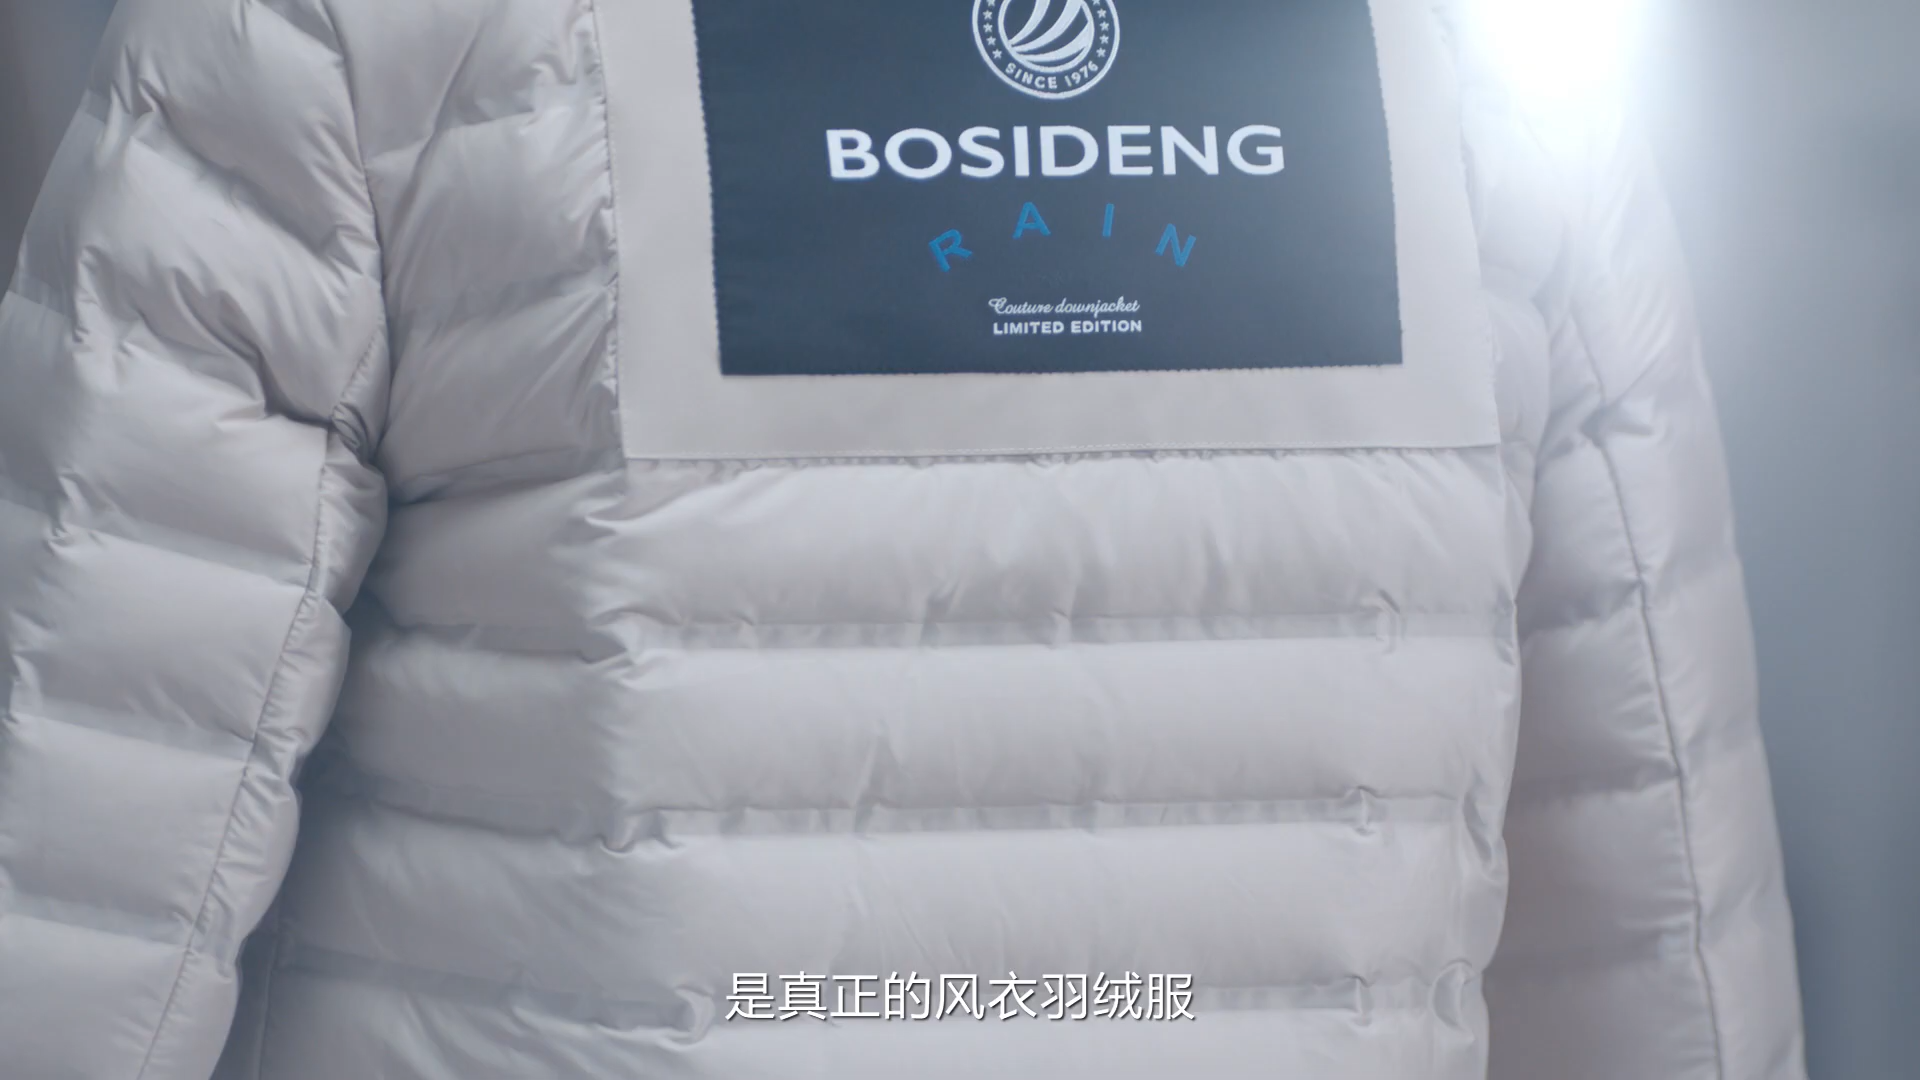 SINCE 1976
BOSIDENG
RAIN
Couture downjacket
LIMITED EDITION
是真正的风衣羽绒服